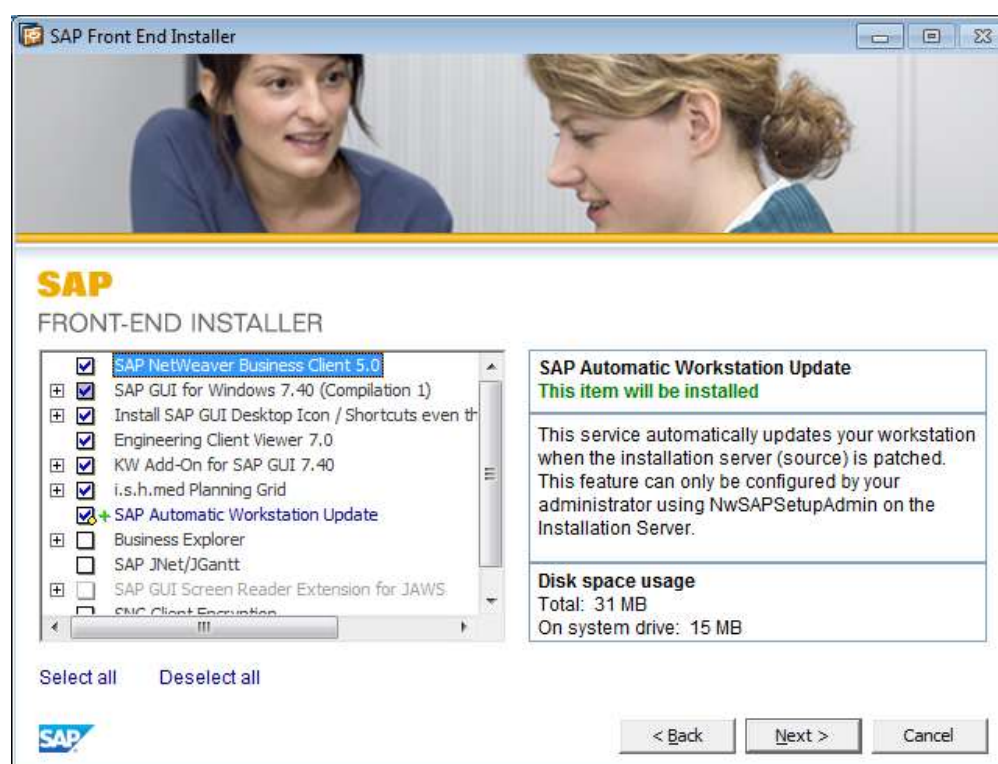 SAP Front End Installer
SAP
FRONT-END INSTALLER
SAP NetWeaver Business Client 5.0
SAP GUI for Windows 7.40 (Compilation 1)
Install SAP GUI Desktop Icon / Shortcuts even th
Engineering Client Viewer 7.0
KW Add-On for SAP GUI 7.40
i.s.h.med Planning Grid
SAP Automatic Workstation Update
Business Explorer
SAP JNet/JGantt
SAP GUI Screen Reader Extension for JAWS
SNC Client Encryption
SAP Automatic Workstation Update
This item will be installed
This service automatically updates your workstation
when the installation server (source) is patched.
This feature can only be configured by your
administrator using NwSAPSetupAdmin on the
Installation Server.
Disk space usage
Total: 31 MB
On system drive: 15 MB
Select all Deselect all
SAP
< Back Next > Cancel